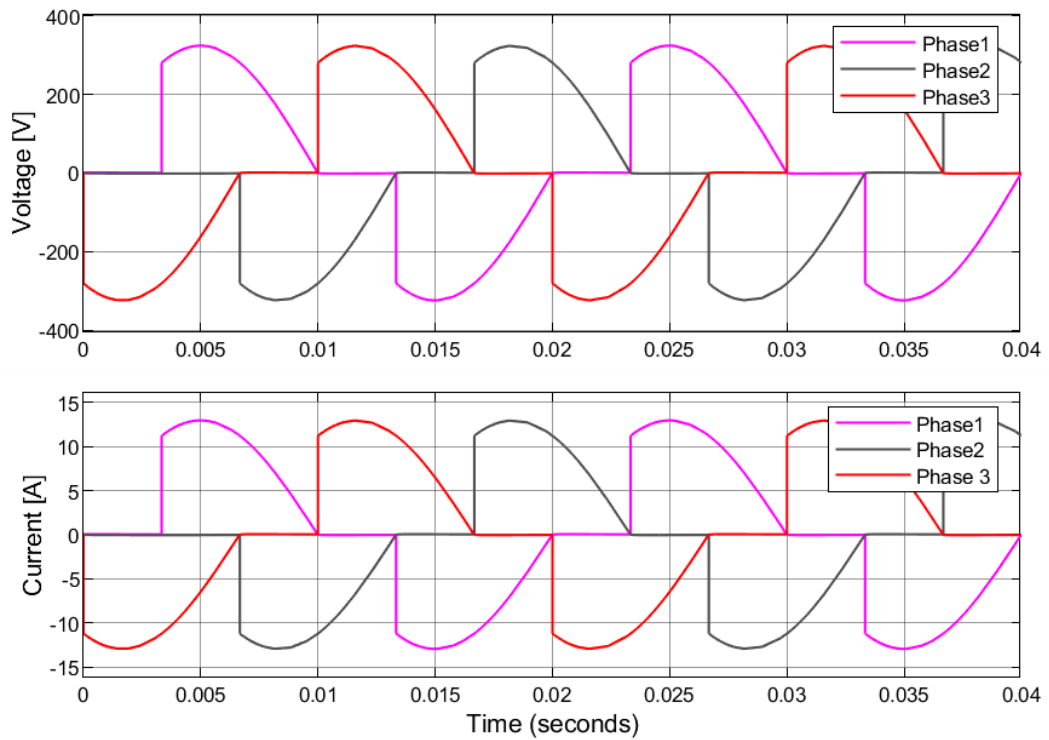 400
200
0
-200
-400
Voltage [V]
Phase1
Phase2
Phase3
0 0.005 0.01 0.015 0.02 0.025 0.03 0.035 0.04
15
10
5
0
-5
-10
-15
Current [A]
Phase1
Phase2
Phase 3
0 0.005 0.01 0.015 0.02 0.025 0.03 0.035 0.04
Time (seconds)